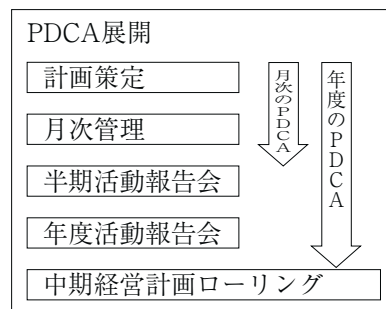 PDCA展開
計画策定
月次管理
半期活動報告会
年度活動報告会
中期経営計画ローリング
月次のPDCA
年度のPDCA